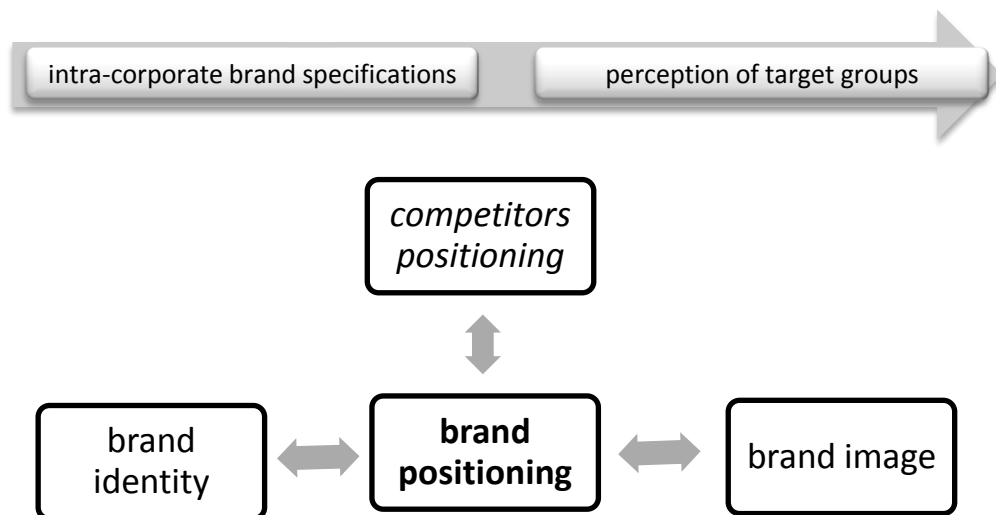 intra-corporate brand specifications
perception of target groups
competitors
positioning
brand
identity
brand
positioning
brand image